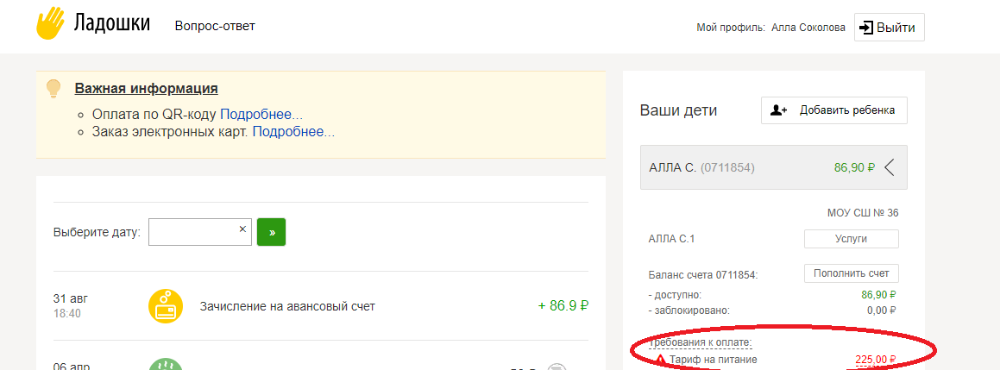 Ладошки
Вопрос-ответ
Мой профиль: Алла Соколова
Выйти
Важная информация
Оплата по QR-коду Подробнее...
Заказ электронных карт. Подробнее...
Выберите дату:
×
»
31 авг
18:40
Зачисление на авансовый счет
+ 86.9 ₽
06 апр
Ваши дети
Добавить ребенка
АЛЛА С. (0711854)
86,90 ₽
МОУ СШ № 36
АЛЛА С.1
Услуги
Баланс счета 0711854:
Пополнить счет
- доступно:
86,90 ₽
- заблокировано:
0,00 ₽
Требования к оплате:
Тариф на питание
225,00 ₽